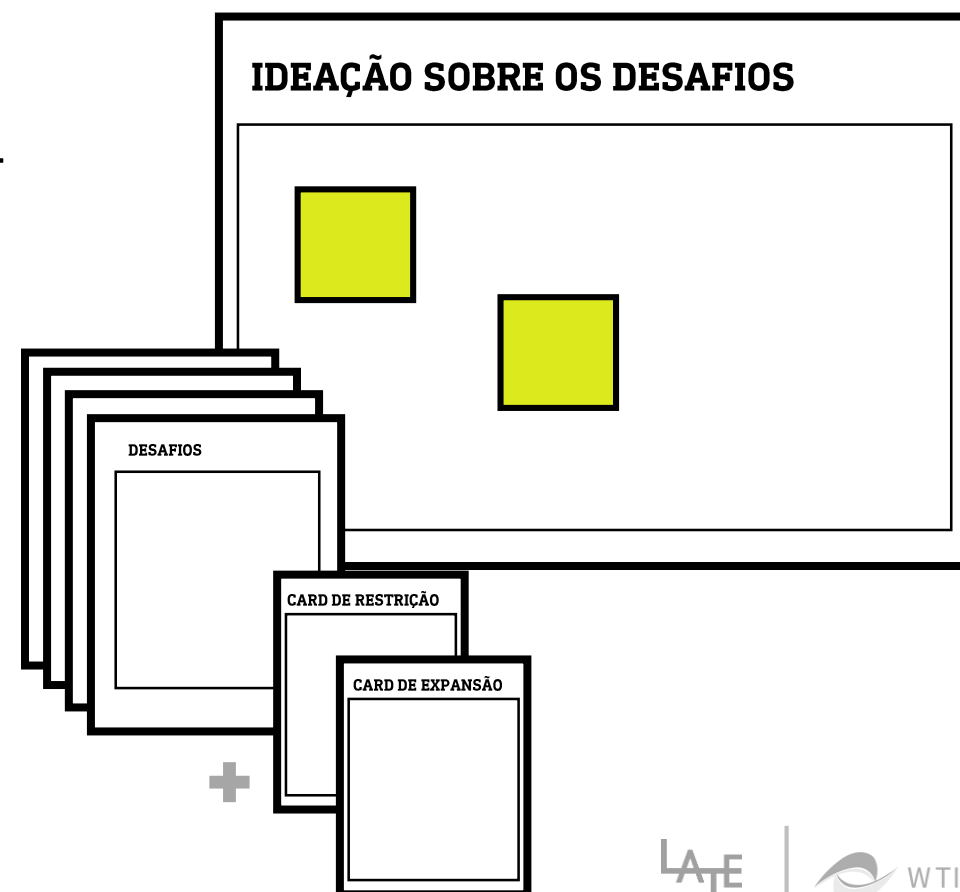 IDEAÇÃO SOBRE OS DESAFIOS
DESAFIOS
CARD DE RESTRIÇÃO
CARD DE EXPANSÃO
LATE
WTI